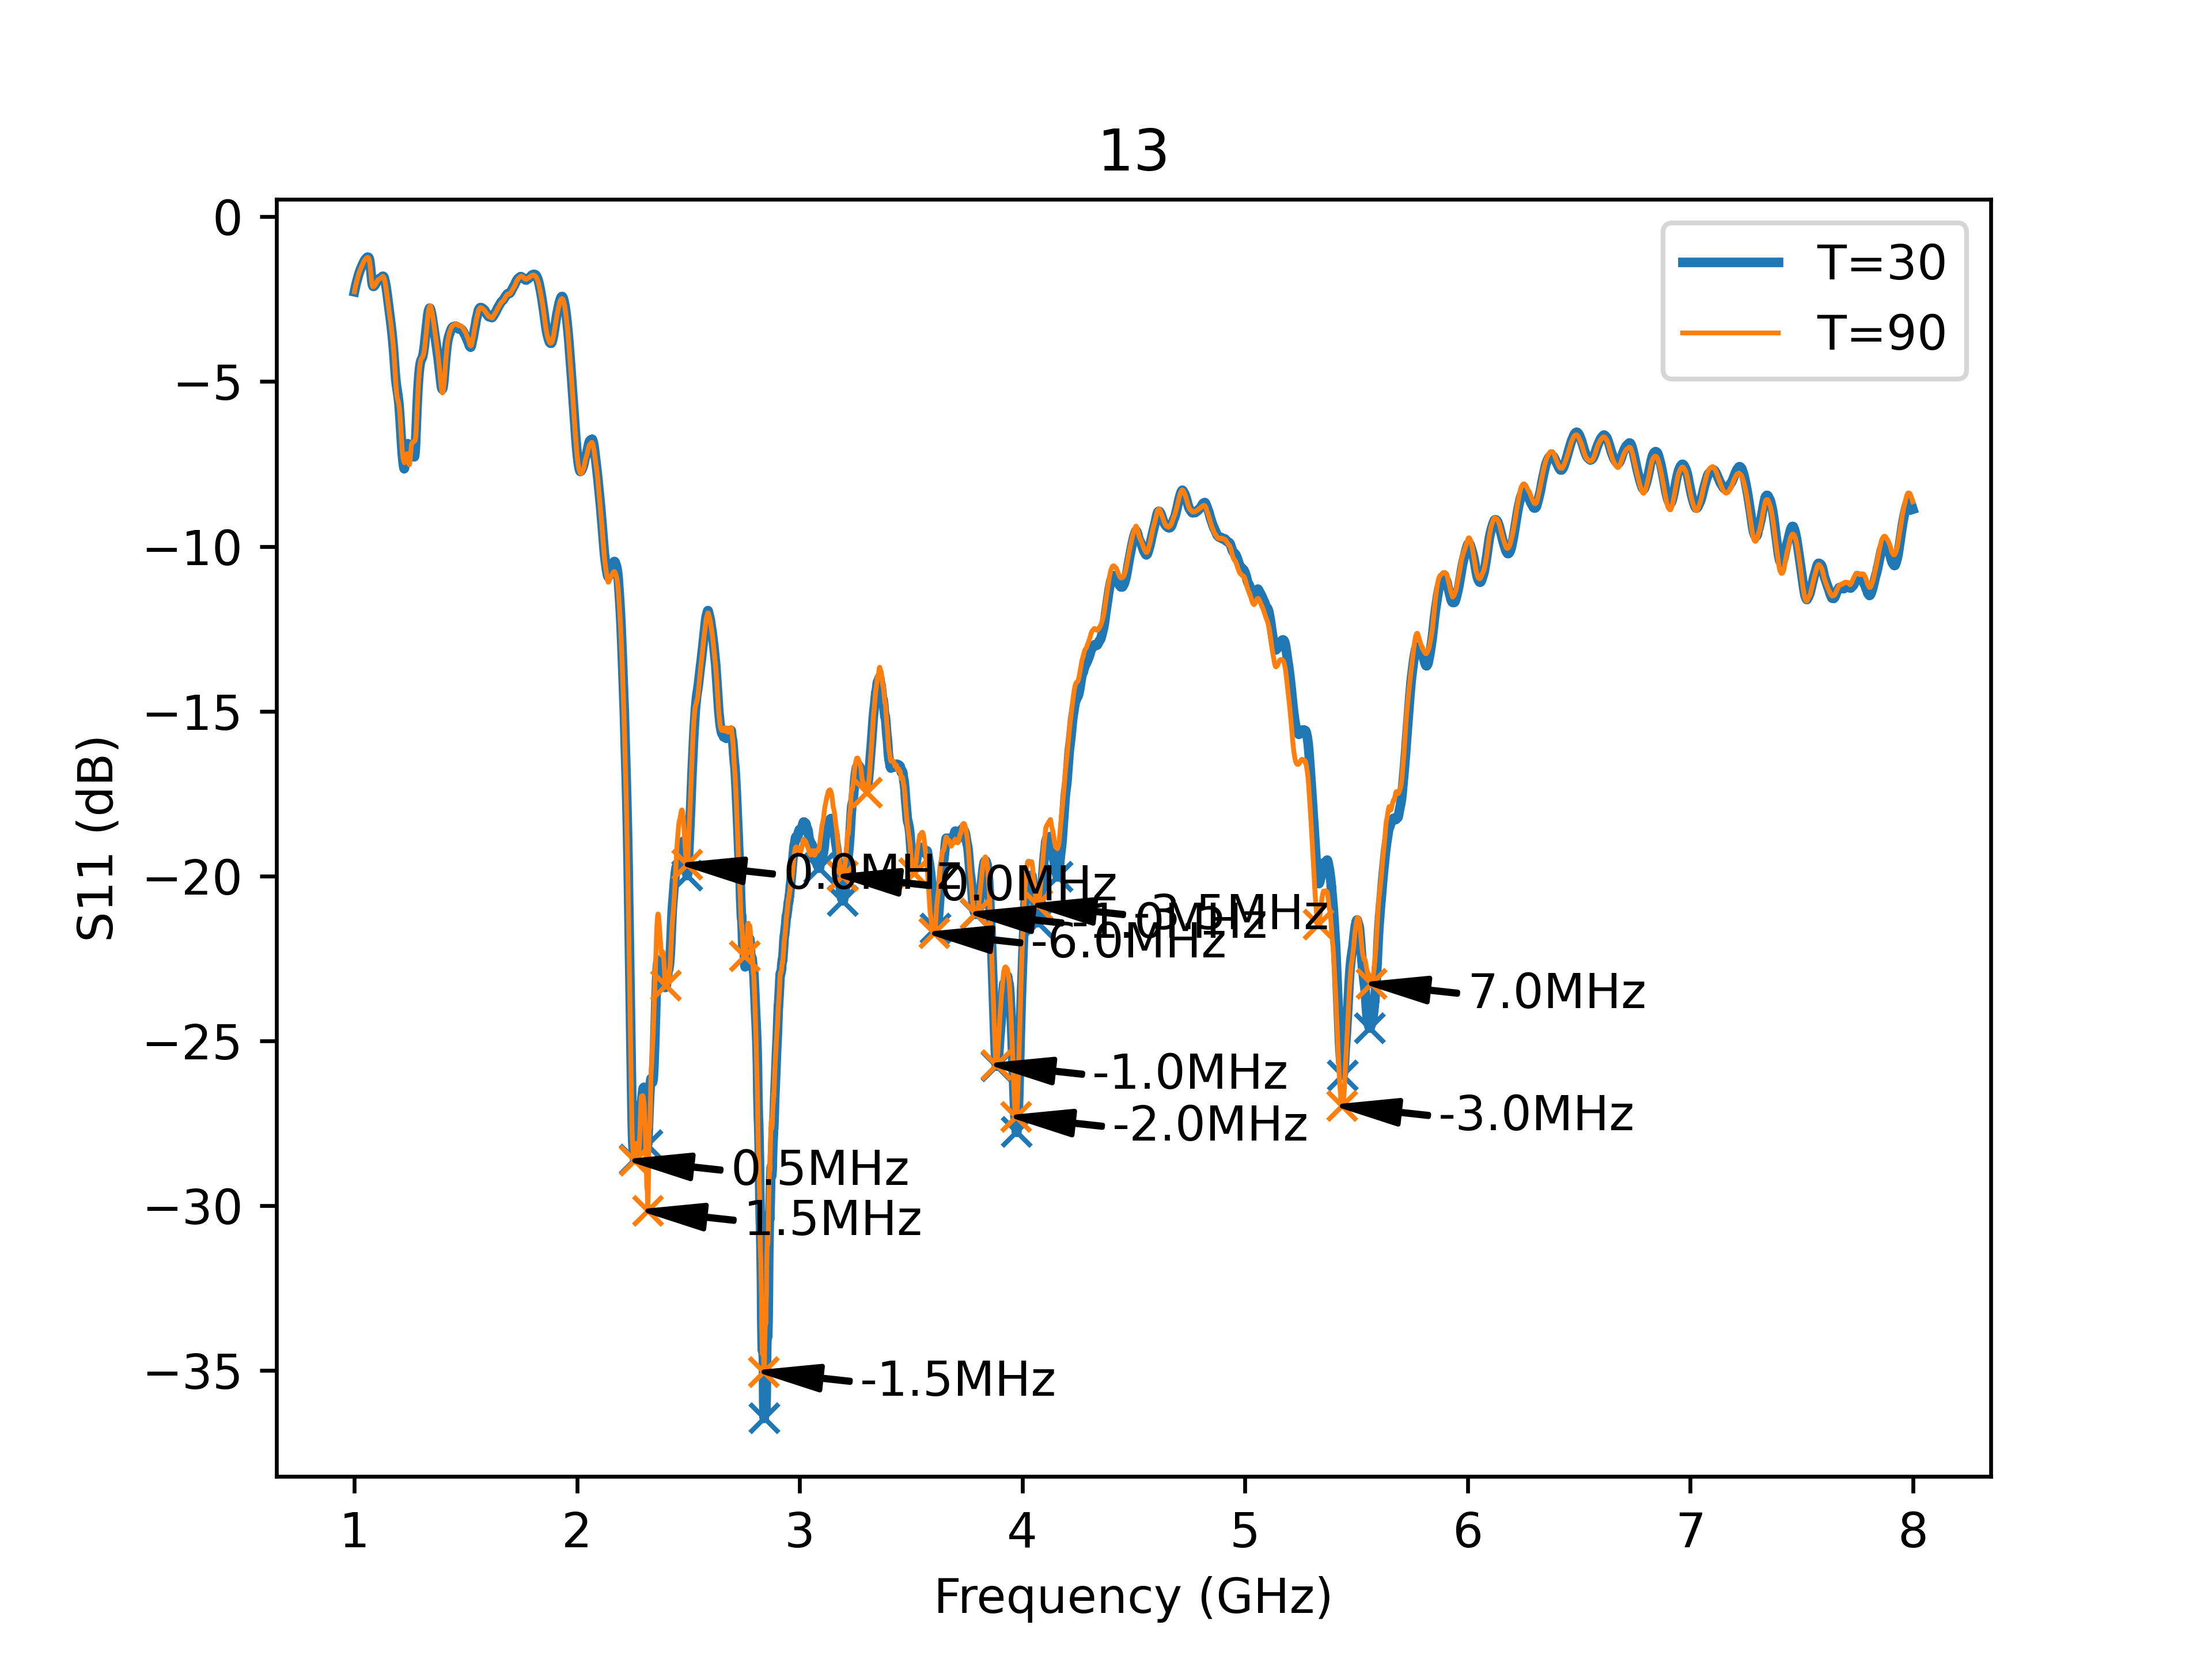 13
T=30
T=90
S11 (dB)
0
−5
−10
−15
−20
−25
−30
−35
0.0MHz
0.0MHz
-3.5MHz
-1.0MHz
-6.0MHz
7.0MHz
-1.0MHz
-3.0MHz
-2.0MHz
0.5MHz
1.5MHz
-1.5MHz
1
2
3
4
5
6
7
8
Frequency (GHz)